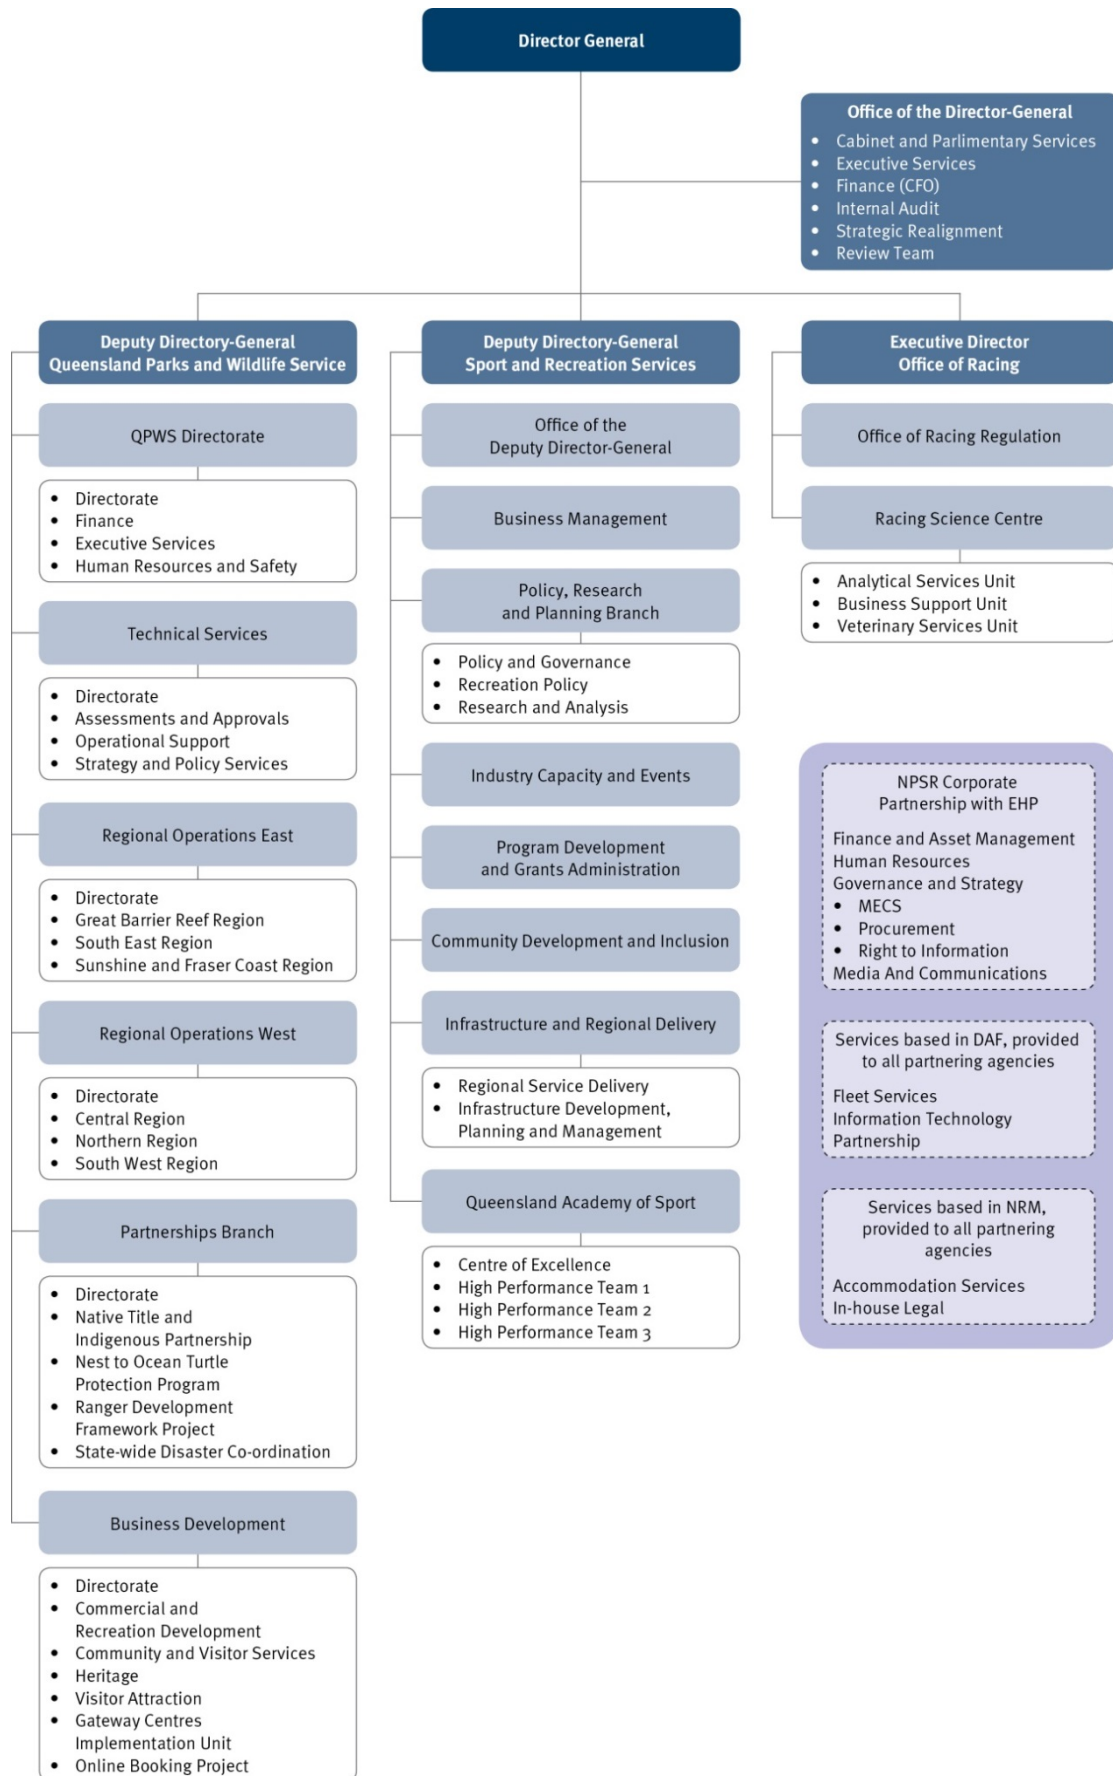 Director General
Office of the Director-General
• Cabinet and Parlimentary Services
• Executive Services
• Finance (CFO)
• Internal Audit
• Strategic Realignment
• Review Team
Deputy Directory-General
Queensland Parks and Wildlife Service
QPWS Directorate
• Directorate
• Finance
• Executive Services
• Human Resources and Safety
Technical Services
• Directorate
• Assessments and Approvals
• Operational Support
• Strategy and Policy Services
Regional Operations East
• Directorate
• Great Barrier Reef Region
• South East Region
• Sunshine and Fraser Coast Region
Regional Operations West
• Directorate
• Central Region
• Northern Region
• South West Region
Partnerships Branch
• Directorate
• Native Title and
Indigenous Partnership
• Nest to Ocean Turtle
Protection Program
• Ranger Development
Framework Project
• State-wide Disaster Co-ordination
Business Development
• Directorate
• Commercial and
Recreation Development
• Community and Visitor Services
• Heritage
• Visitor Attraction
• Gateway Centres
Implementation Unit
• Online Booking Project
Deputy Directory-General
Sport and Recreation Services
Office of the
Deputy Director-General
Business Management
Policy, Research
and Planning Branch
• Policy and Governance
• Recreation Policy
• Research and Analysis
Industry Capacity and Events
Program Development
and Grants Administration
Community Development and Inclusion
Infrastructure and Regional Delivery
• Regional Service Delivery
• Infrastructure Development,
Planning and Management
Queensland Academy of Sport
• Centre of Excellence
• High Performance Team 1
• High Performance Team 2
• High Performance Team 3
Executive Director
Office of Racing
Office of Racing Regulation
Racing Science Centre
• Analytical Services Unit
• Business Support Unit
• Veterinary Services Unit
NPSR Corporate
Partnership with EHP
Finance and Asset Management
Human Resources
Governance and Strategy
• MECS
• Procurement
• Right to Information
Media And Communications
Services based in DAF, provided
to all partnering agencies
Fleet Services
Information Technology
Partnership
Services based in NRM,
provided to all partnering
agencies
Accommodation Services
In-house Legal